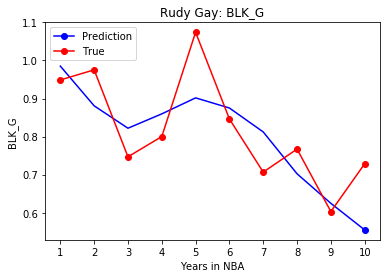 Rudy Gay: BLK_G
Prediction
True
BLK_G
1.1
1.0
0.9
0.8
0.7
0.6
1 2 3 4 5 6 7 8 9 10
Years in NBA